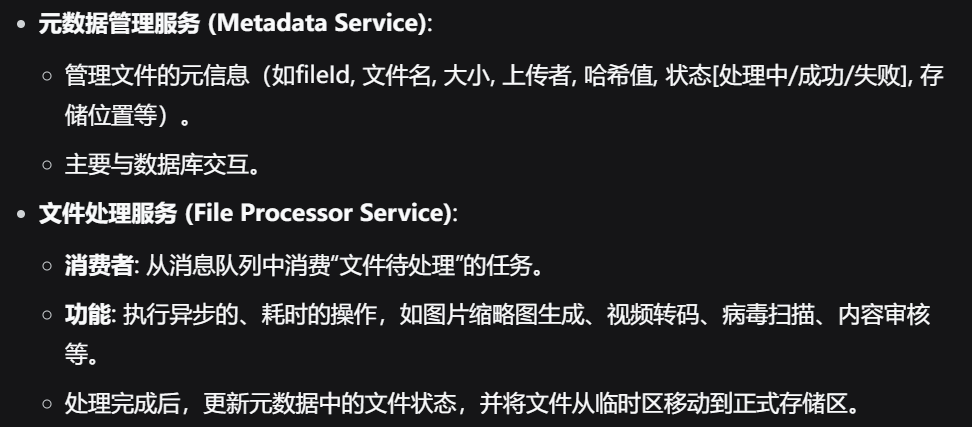 • 元数据管理服务 (Metadata Service):
◦ 管理文件的元信息（如fileId, 文件名, 大小, 上传者, 哈希值, 状态[处理中/成功/失败], 存
储位置等）。
◦ 主要与数据库交互。
• 文件处理服务 (File Processor Service):
◦ 消费者: 从消息队列中消费“文件待处理”的任务。
◦ 功能: 执行异步的、耗时的操作，如图片缩略图生成、视频转码、病毒扫描、内容审核
等。
◦ 处理完成后，更新元数据中的文件状态，并将文件从临时区移动到正式存储区。